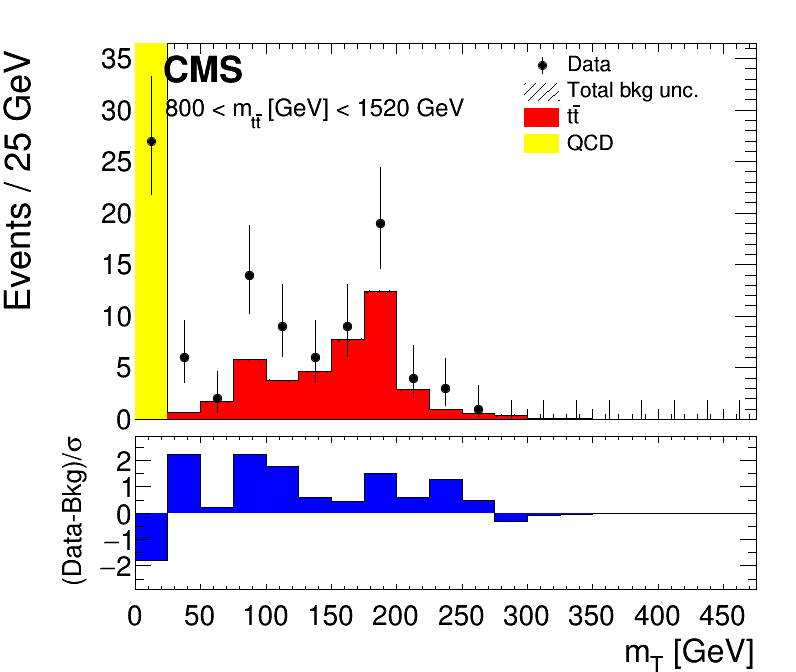 Events / 25 GeV
35
30
25
20
15
10
5
0
CMS
800 < m_tt̄ [GeV] < 1520 GeV
Data
Total bkg unc.
tt̄
QCD
(Data-Bkg)/σ
2
1
0
−1
−2
0 50 100 150 200 250 300 350 400 450
m_T [GeV]